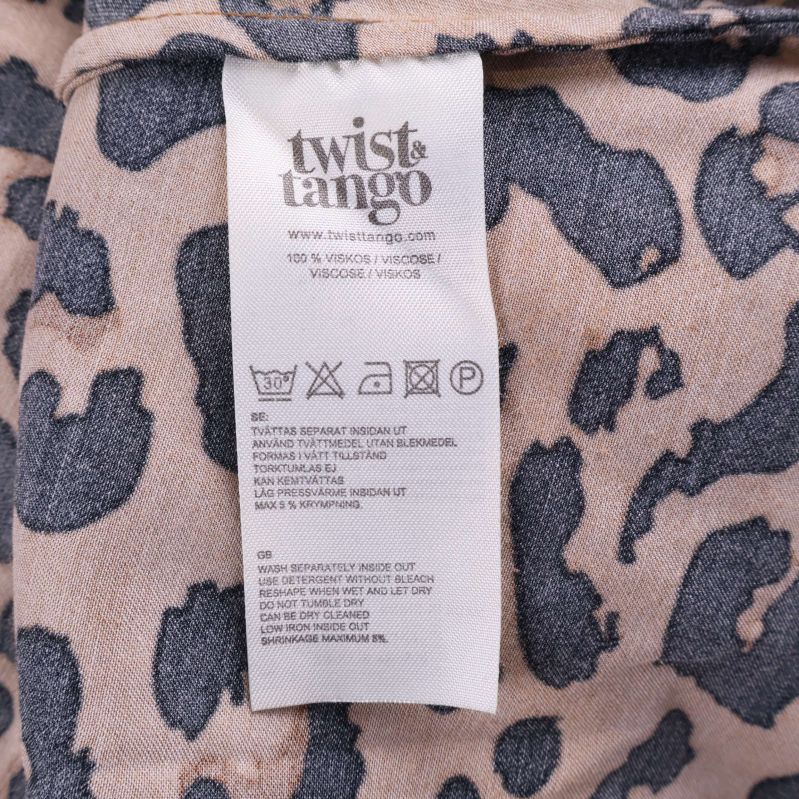 twist &
tango
www.twisttango.com
100 % VISKOS / VISCOSE /
VISCOSE / VISKOS
30° P
SE:
TVÄTTAS SEPARAT INSIDAN UT
ANVÄND TVÄTTMEDEL UTAN BLEKMEDEL
FORMAS I VÅTT TILLSTÅND
TORKTUMLAS EJ
KAN KEMTVÄTTAS
LÅG PRESSVÄRME INSIDAN UT
MAX 5 % KRYMPNING.
GB
WASH SEPARATELY INSIDE OUT
USE DETERGENT WITHOUT BLEACH
RESHAPE WHEN WET AND LET DRY
DO NOT TUMBLE DRY
CAN BE DRY CLEANED
LOW IRON INSIDE OUT
SHRINKAGE MAXIMUM 5%.